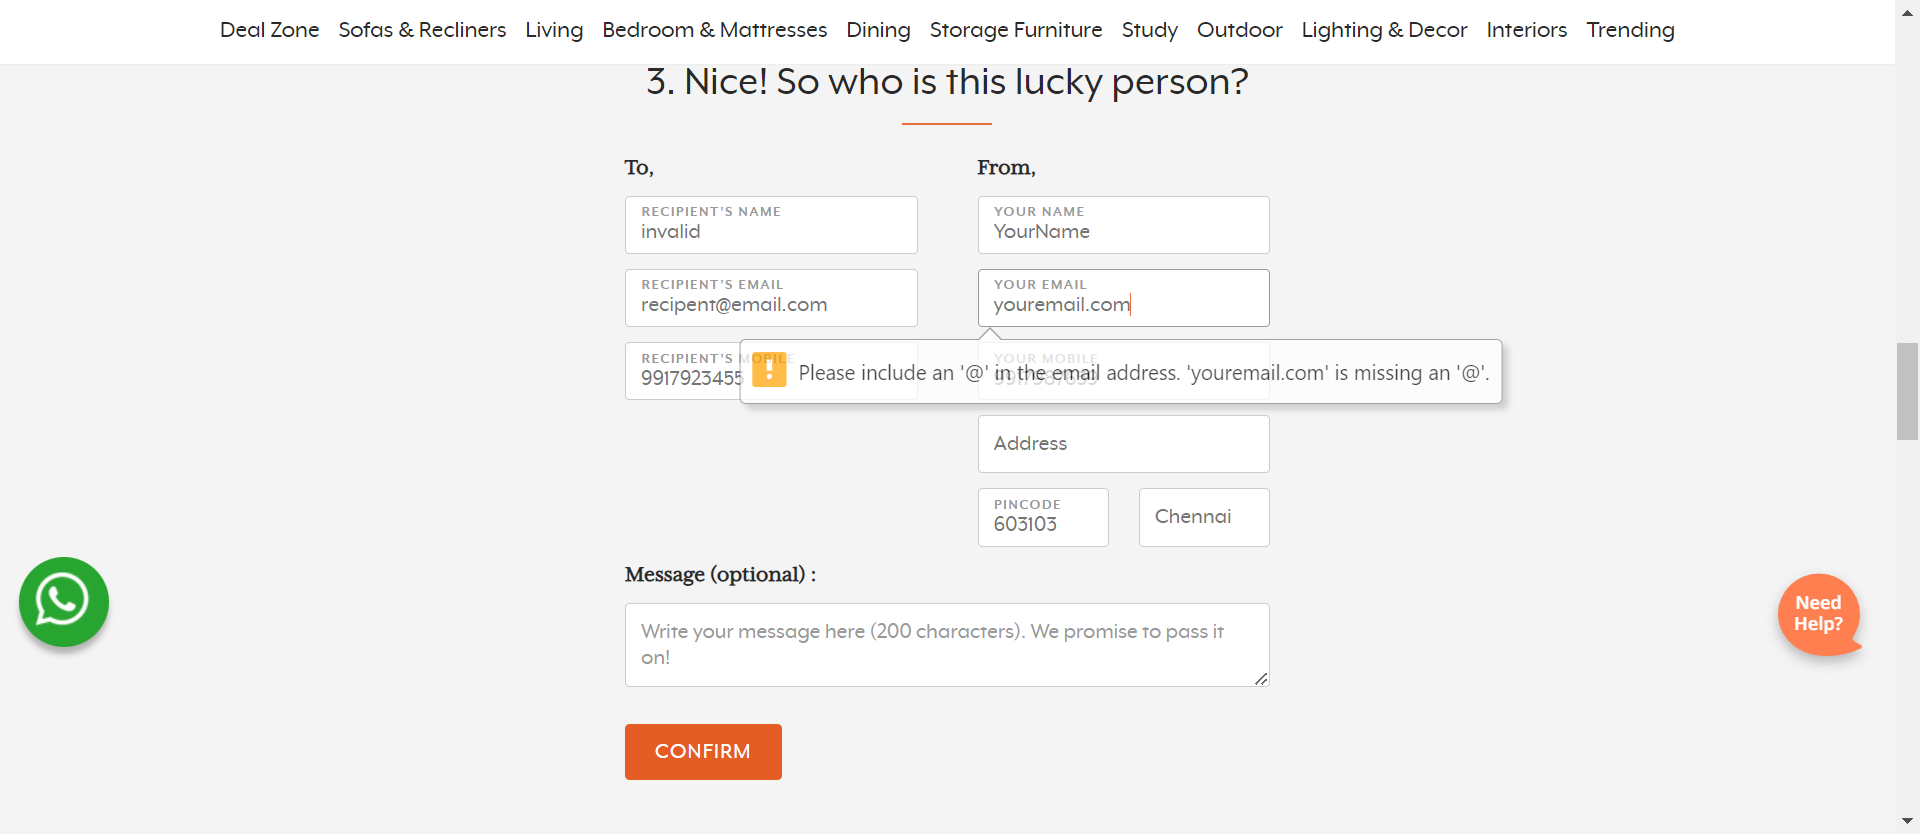 Deal Zone Sofas & Recliners Living Bedroom & Mattresses Dining Storage Furniture Study Outdoor Lighting & Decor Interiors Trending
3. Nice! So who is this lucky person?
To,
RECIPIENT'S NAME
invalid
RECIPIENT'S EMAIL
recipent@email.com
RECIPIENT'S MOBILE
9917923455
From,
YOUR NAME
YourName
YOUR EMAIL
youremail.com
Please include an '@' in the email address. 'youremail.com' is missing an '@'.
YOUR MOBILE
Address
PINCODE
603103
Chennai
Message (optional) :
Write your message here (200 characters). We promise to pass it
on!
CONFIRM
Need
Help?